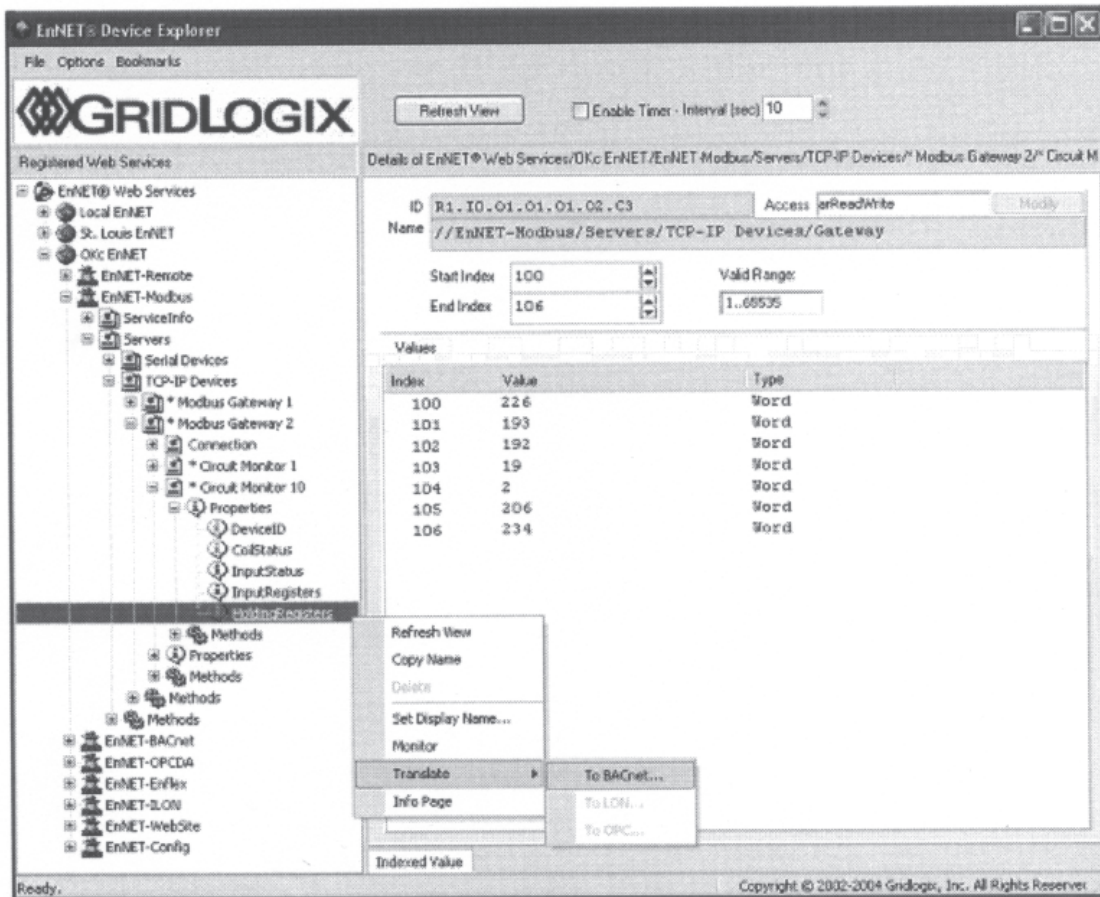 EnNET® Device Explorer
File Options Bookmarks
GRIDLOGIX
Refresh View
Enable Timer - Interval (sec) 10
Registered Web Services
Details of EnNET® Web Services/OKc EnNET/EnNET-Modbus/Servers/TCP-IP Devices/* Modbus Gateway 2/* Circuit M
EnNET® Web Services
Local EnNET
St. Louis EnNET
OKc EnNET
EnNET-Remote
EnNET-Modbus
ServiceInfo
Servers
Serial Devices
TCP-IP Devices
* Modbus Gateway 1
* Modbus Gateway 2
Connection
* Circuit Monitor 1
* Circuit Monitor 10
Properties
DeviceID
CoilStatus
InputStatus
InputRegisters
HoldingRegisters
Methods
Properties
Methods
Methods
Methods
EnNET-BACnet
EnNET-OPCDA
EnNET-Enflex
EnNET-ILON
EnNET-WebSite
EnNET-Config
ID R1.I0.O1.O1.O1.O2.C3 Access arReadWrite Modify
Name //EnNET-Modbus/Servers/TCP-IP Devices/Gateway
Start Index 100 Valid Range:
End Index 106 1..65535
Values
Index Value Type
100 226 Word
101 193 Word
102 192 Word
103 19 Word
104 2 Word
105 206 Word
106 234 Word
Refresh View
Copy Name
Delete
Set Display Name...
Monitor
Translate
Info Page
To BACnet...
To LON...
To OPC...
Indexed Value
Ready.
Copyright © 2002-2004 Gridlogix, Inc. All Rights Reserver